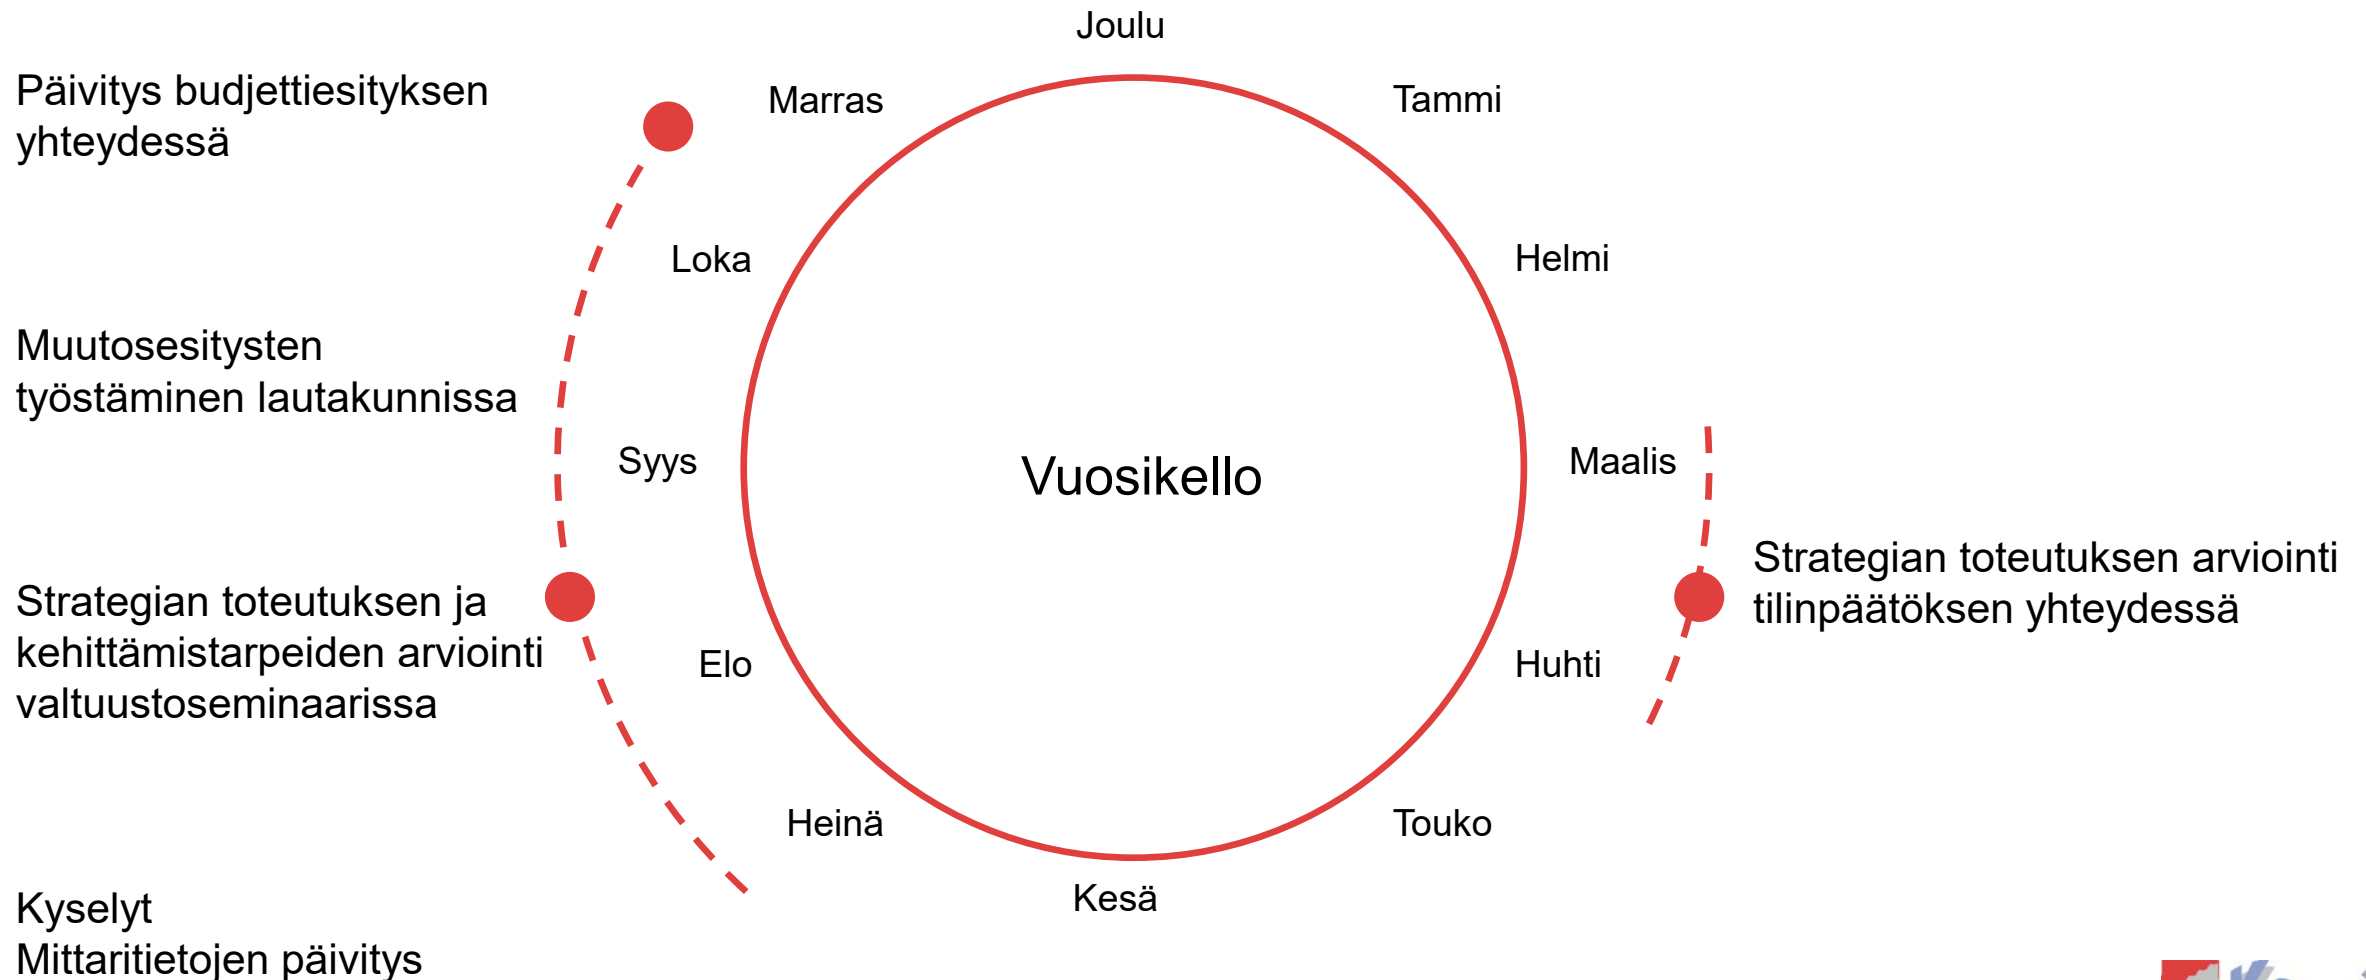 Joulu
Tammi
Helmi
Maalis
Huhti
Touko
Kesä
Heinä
Elo
Syys
Loka
Marras
Vuosikello
Päivitys budjettiesityksen
yhteydessä
Muutosesitysten
työstäminen lautakunnissa
Strategian toteutuksen ja
kehittämistarpeiden arviointi
valtuustoseminaarissa
Kyselyt
Mittaritietojen päivitys
Strategian toteutuksen arviointi
tilinpäätöksen yhteydessä